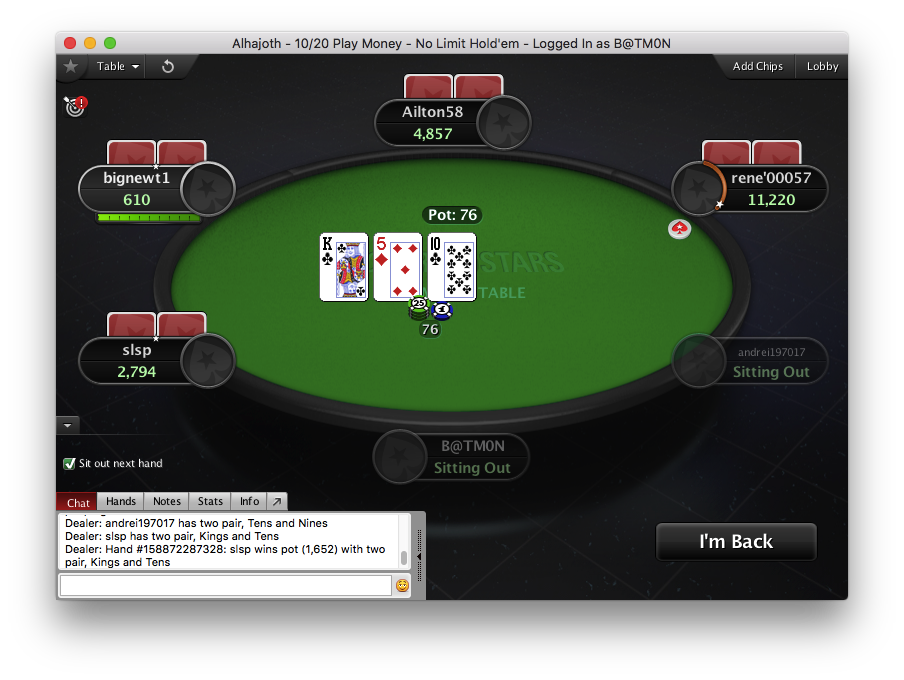 Alhajoth - 10/20 Play Money - No Limit Hold'em - Logged In as B@TM0N
Table
Add Chips
Lobby
Ailton58
4,857
bignewt1
610
rene'00057
11,220
Pot: 76
K
5
10
STARS
TABLE
25
1
76
slsp
2,794
andrei197017
Sitting Out
B@TM0N
Sitting Out
Sit out next hand
Chat
Hands
Notes
Stats
Info
Dealer: andrei197017 has two pair, Tens and Nines
Dealer: slsp has two pair, Kings and Tens
Dealer: Hand #158872287328: slsp wins pot (1,652) with two
pair, Kings and Tens
I'm Back